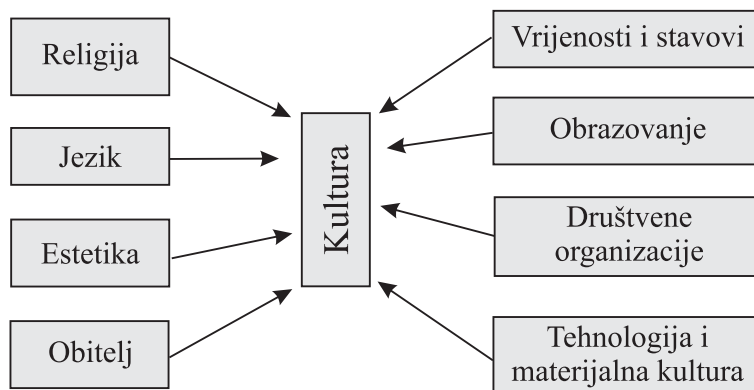 Religija
Jezik
Estetika
Obitelj
Kultura
Vrijenosti i stavovi
Obrazovanje
Društvene
organizacije
Tehnologija i
materijalna kultura